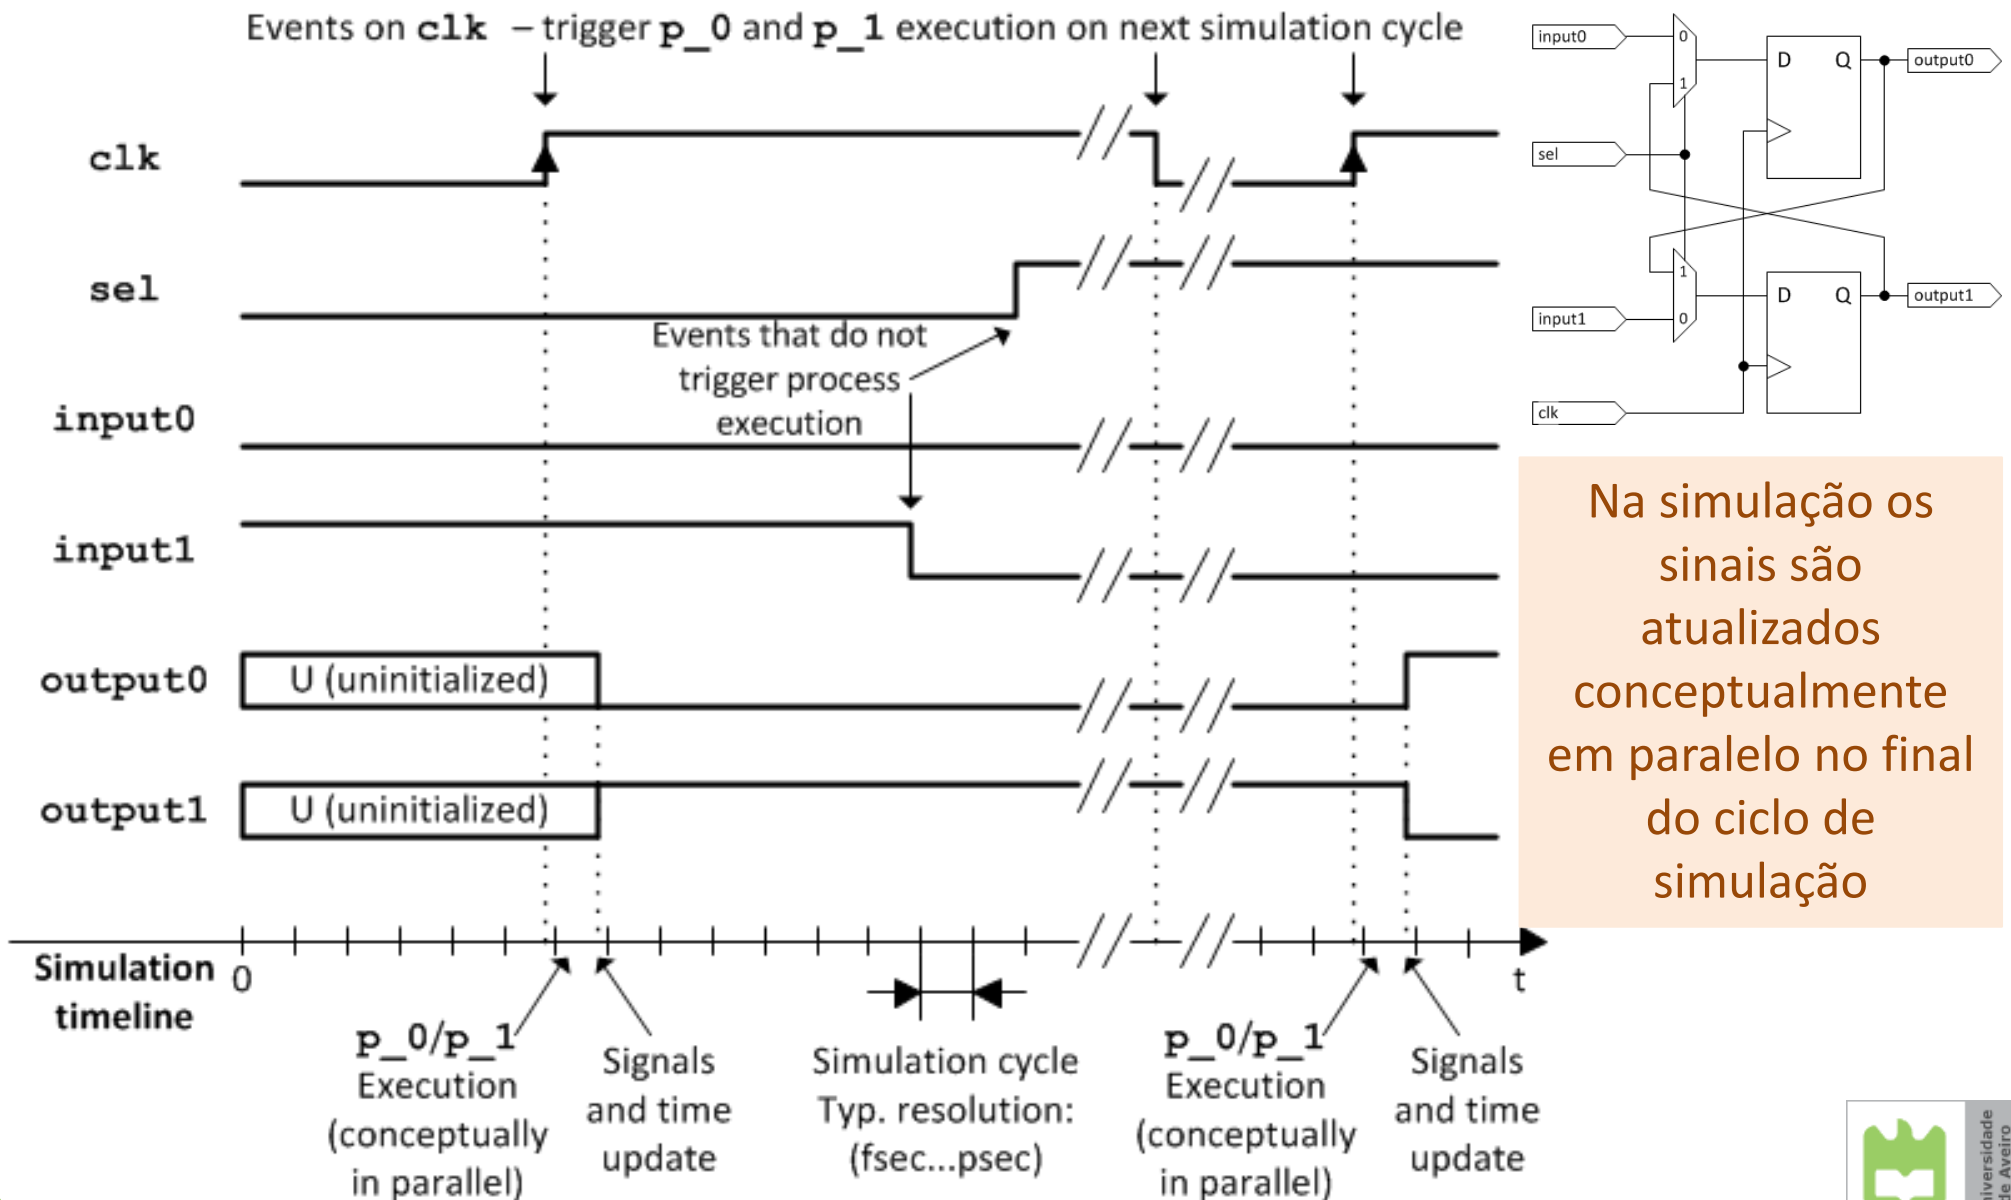 Events on clk – trigger p_0 and p_1 execution on next simulation cycle
clk
sel
Events that do not
trigger process
execution
input0
input1
output0
U (uninitialized)
output1
U (uninitialized)
Simulation
timeline
0
t
p_0/p_1
Execution
(conceptually
in parallel)
Signals
and time
update
Simulation cycle
Typ. resolution:
(fsec...psec)
p_0/p_1
Execution
(conceptually
in parallel)
Signals
and time
update
input0
0
1
D
Q
output0
sel
1
0
D
Q
output1
input1
clk
Na simulação os
sinais são
atualizados
conceptualmente
em paralelo no final
do ciclo de
simulação